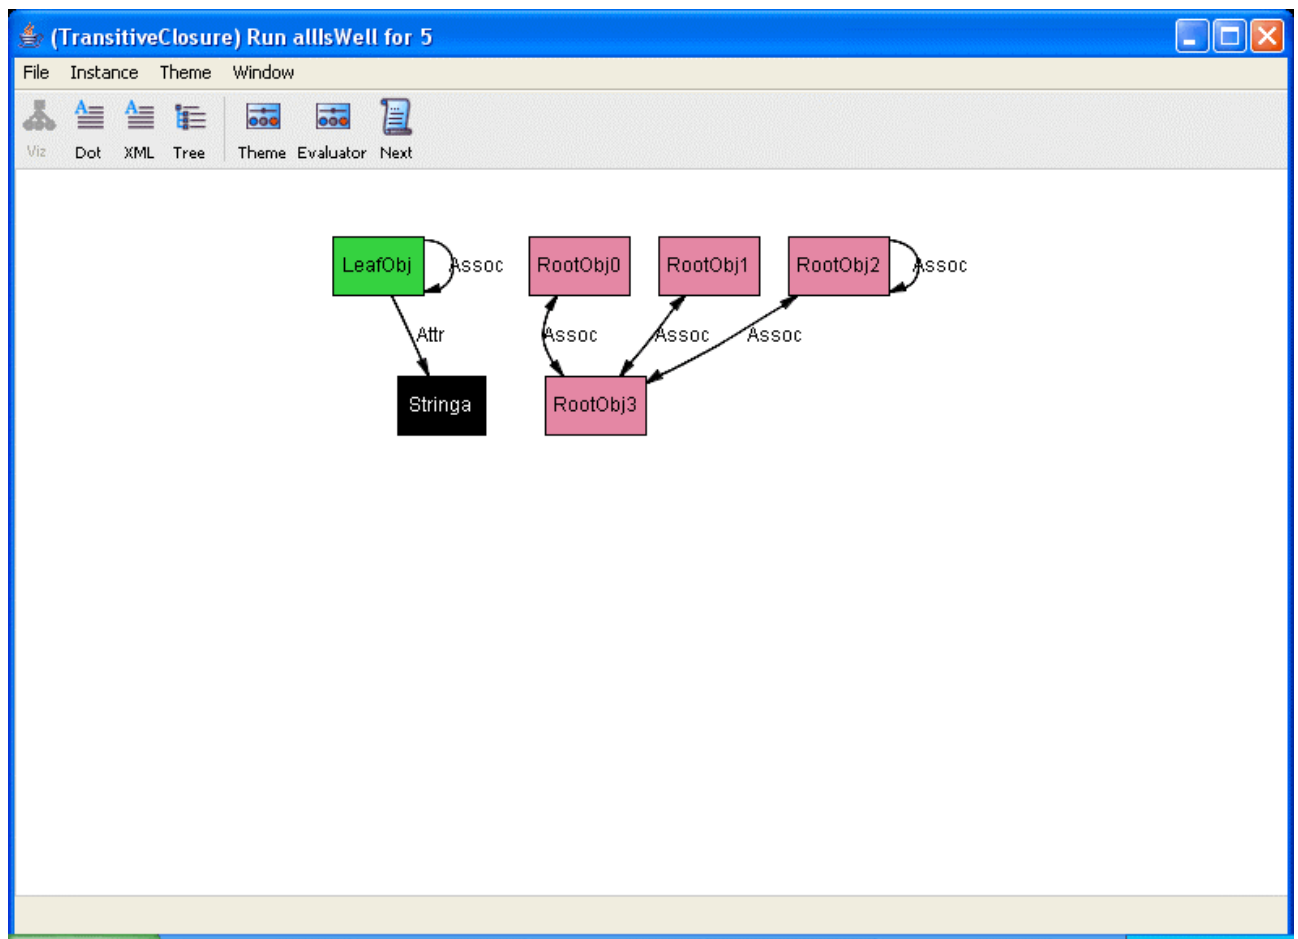 (TransitiveClosure) Run allIsWell for 5
File Instance Theme Window
Viz Dot XML Tree Theme Evaluator Next
LeafObj Assoc RootObj0 RootObj1 RootObj2 Assoc
Attr Assoc Assoc Assoc
Stringa RootObj3